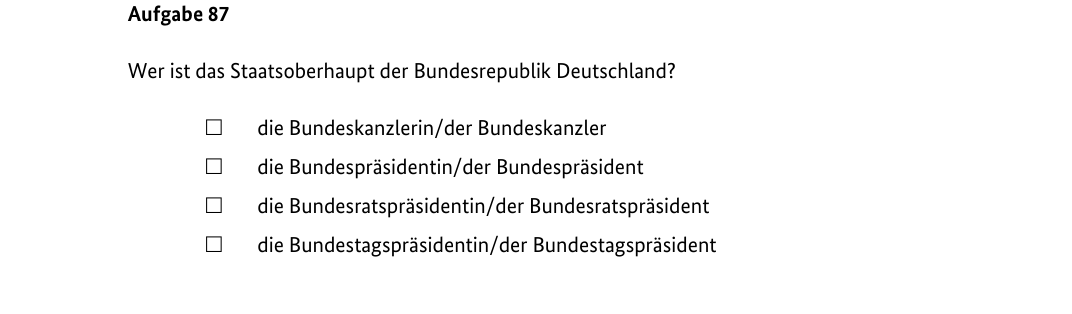 Aufgabe 87
Wer ist das Staatsoberhaupt der Bundesrepublik Deutschland?
☐ die Bundeskanzlerin/der Bundeskanzler
☐ die Bundespräsidentin/der Bundespräsident
☐ die Bundesratspräsidentin/der Bundesratspräsident
☐ die Bundestagspräsidentin/der Bundestagspräsident